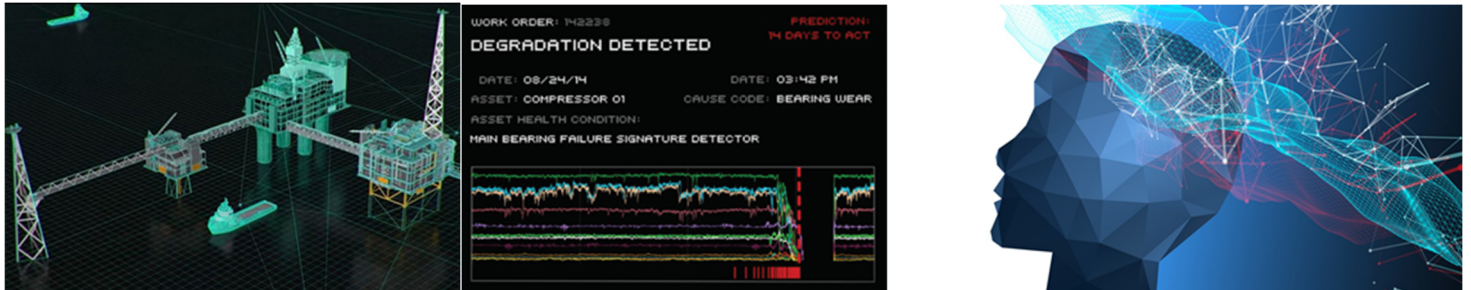 WORK ORDER: 142238
PREDICTION:
14 DAYS TO ACT
DEGRADATION DETECTED
DATE: 08/24/14 DATE: 03:42 PM
ASSET: COMPRESSOR 01 CAUSE CODE: BEARING WEAR
ASSET HEALTH CONDITION:
MAIN BEARING FAILURE SIGNATURE DETECTOR